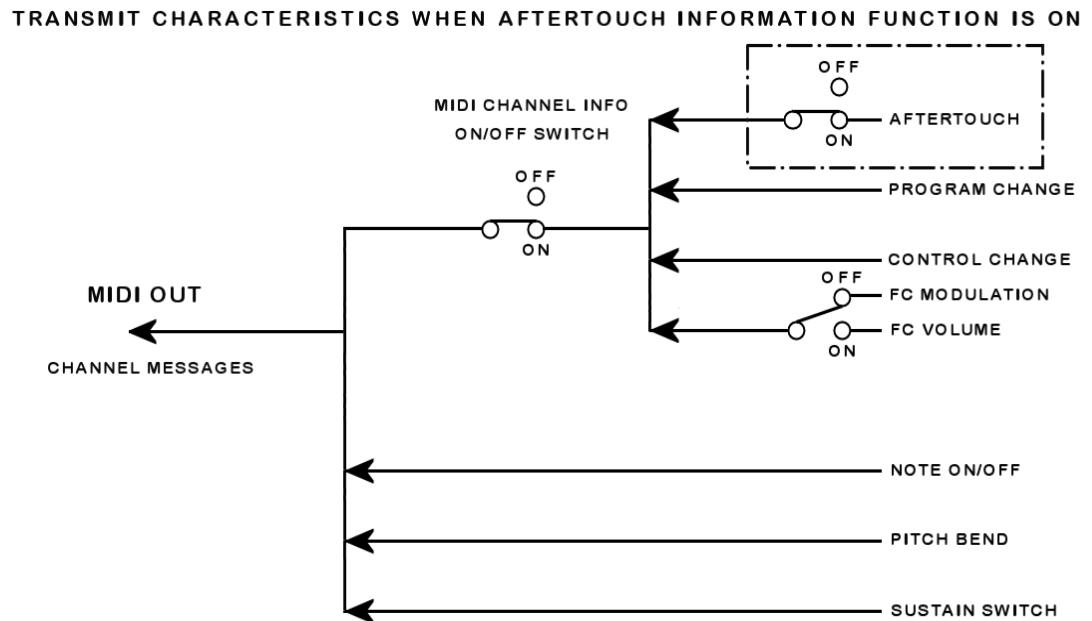 TRANSMIT CHARACTERISTICS WHEN AFTERTOUCH INFORMATION FUNCTION IS ON
OFF
MIDI CHANNEL INFO
ON/OFF SWITCH
AFTERTOUCH
ON
OFF
PROGRAM CHANGE
ON
CONTROL CHANGE
OFF
MIDI OUT
FC MODULATION
FC VOLUME
ON
CHANNEL MESSAGES
NOTE ON/OFF
PITCH BEND
SUSTAIN SWITCH